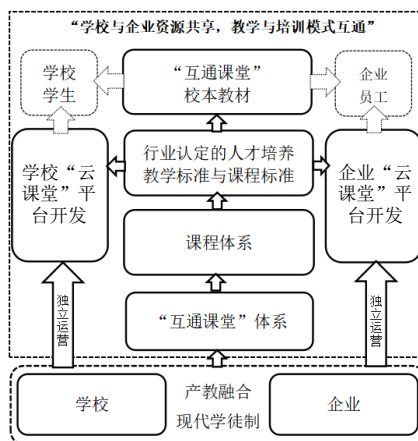 “学校与企业资源共享，教学与培训模式互通”
学校
学生
“互通课堂”
校本教材
企业
员工
学校“云
课堂”平
台开发
行业认定的人才培养
教学标准与课程标准
企业“云
课堂”平
台开发
课程体系
独立运营
“互通课堂”体系
独立运营
学校
产教融合
现代学徒制
企业